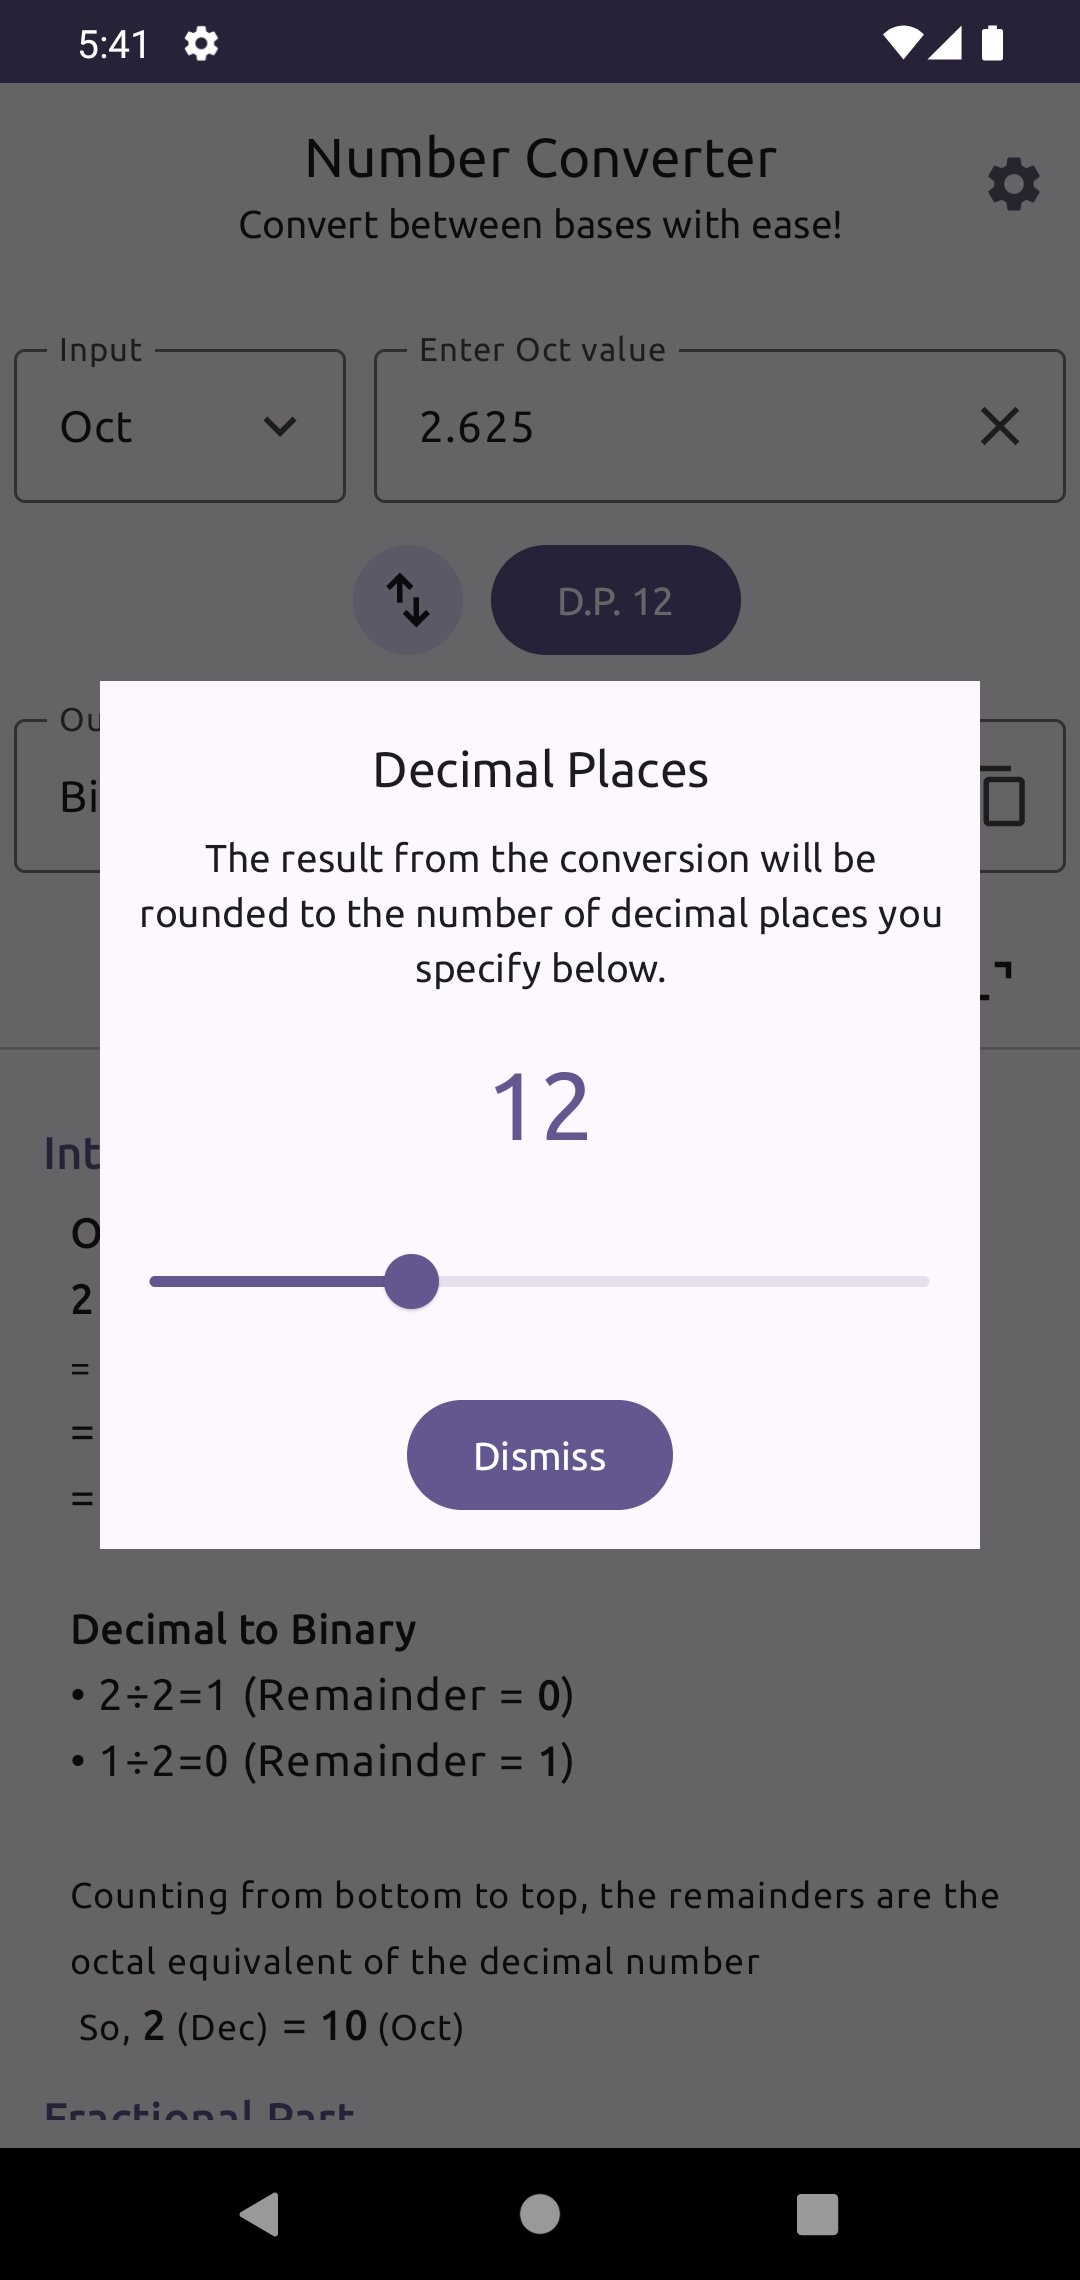 5:41
Number Converter
Convert between bases with ease!
Input
Enter Oct value
Oct
2.625
D.P. 12
Ou
Bi
Decimal Places
The result from the conversion will be
rounded to the number of decimal places you
specify below.
12
Int
O
2
=
=
=
Dismiss
Decimal to Binary
• 2÷2=1 (Remainder = 0)
• 1÷2=0 (Remainder = 1)
Counting from bottom to top, the remainders are the
octal equivalent of the decimal number
So, 2 (Dec) = 10 (Oct)
Fractional Part